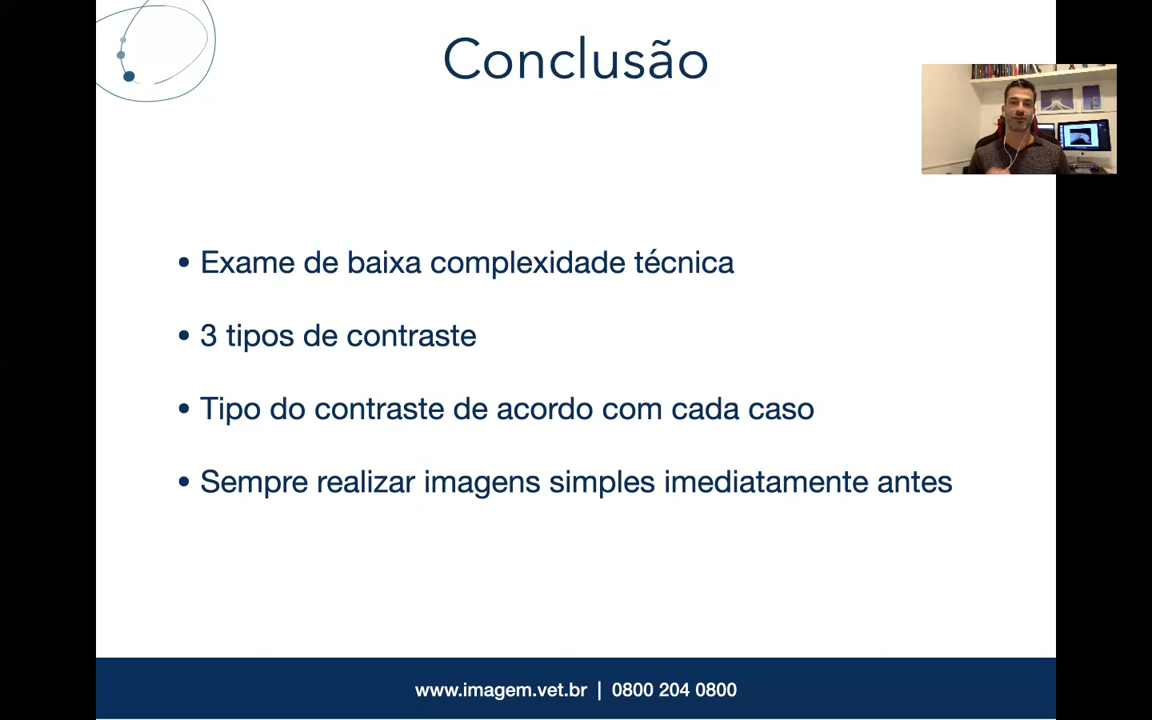 Conclusão
• Exame de baixa complexidade técnica
• 3 tipos de contraste
• Tipo do contraste de acordo com cada caso
• Sempre realizar imagens simples imediatamente antes
www.imagem.vet.br | 0800 204 0800